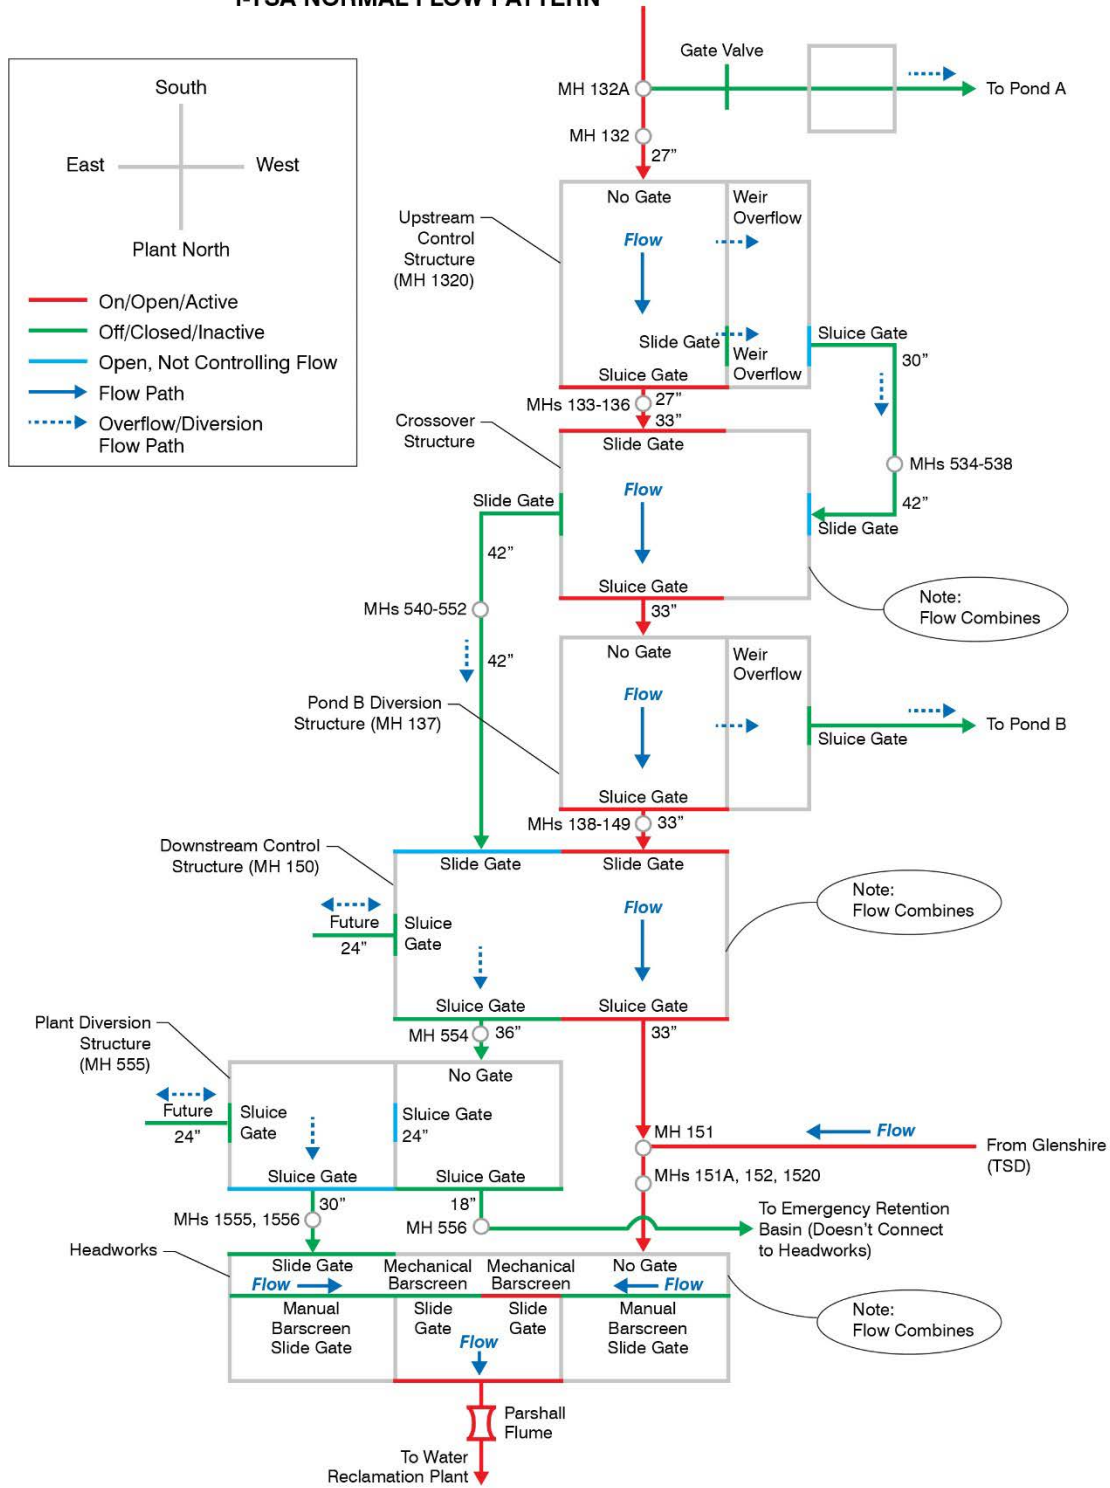 T-TSA NORMAL FLOW PATTERN
Gate Valve
MH 132A
To Pond A
South
East
West
Plant North
On/Open/Active
Off/Closed/Inactive
Open, Not Controlling Flow
Flow Path
Overflow/Diversion
Flow Path
MH 132
27”
No Gate
Weir
Overflow
Upstream
Control
Structure
(MH 1320)
Flow
Slide Gate
Weir
Overflow
Sluice Gate
30”
Sluice Gate
MHs 133-136
27”
33”
Crossover
Structure
Slide Gate
Flow
MHs 534-538
42”
Slide Gate
Slide Gate
42”
Sluice Gate
33”
Note:
Flow Combines
MHs 540-552
42”
No Gate
Weir
Overflow
Flow
Pond B Diversion
Structure (MH 137)
To Pond B
Sluice Gate
Sluice Gate
MHs 138-149
33”
Downstream Control
Structure (MH 150)
Slide Gate
Slide Gate
Note:
Flow Combines
Flow
Future
24”
Sluice
Gate
Sluice Gate
Sluice Gate
33”
MH 554
36”
Plant Diversion
Structure
(MH 555)
No Gate
Future
24"
Sluice
Gate
Sluice Gate
24”
MH 151
Flow
From Glenshire
(TSD)
Sluice Gate
Sluice Gate
MHs 151A, 152, 1520
30”
18”
MHs 1555, 1556
MH 556
To Emergency Retention
Basin (Doesn’t Connect
to Headworks)
Headworks
Slide Gate
Mechanical
Barscreen
Mechanical
Barscreen
No Gate
Flow
Flow
Manual
Barscreen
Slide Gate
Slide
Gate
Slide
Gate
Manual
Barscreen
Slide Gate
Flow
Note:
Flow Combines
Parshall
Flume
To Water
Reclamation Plant